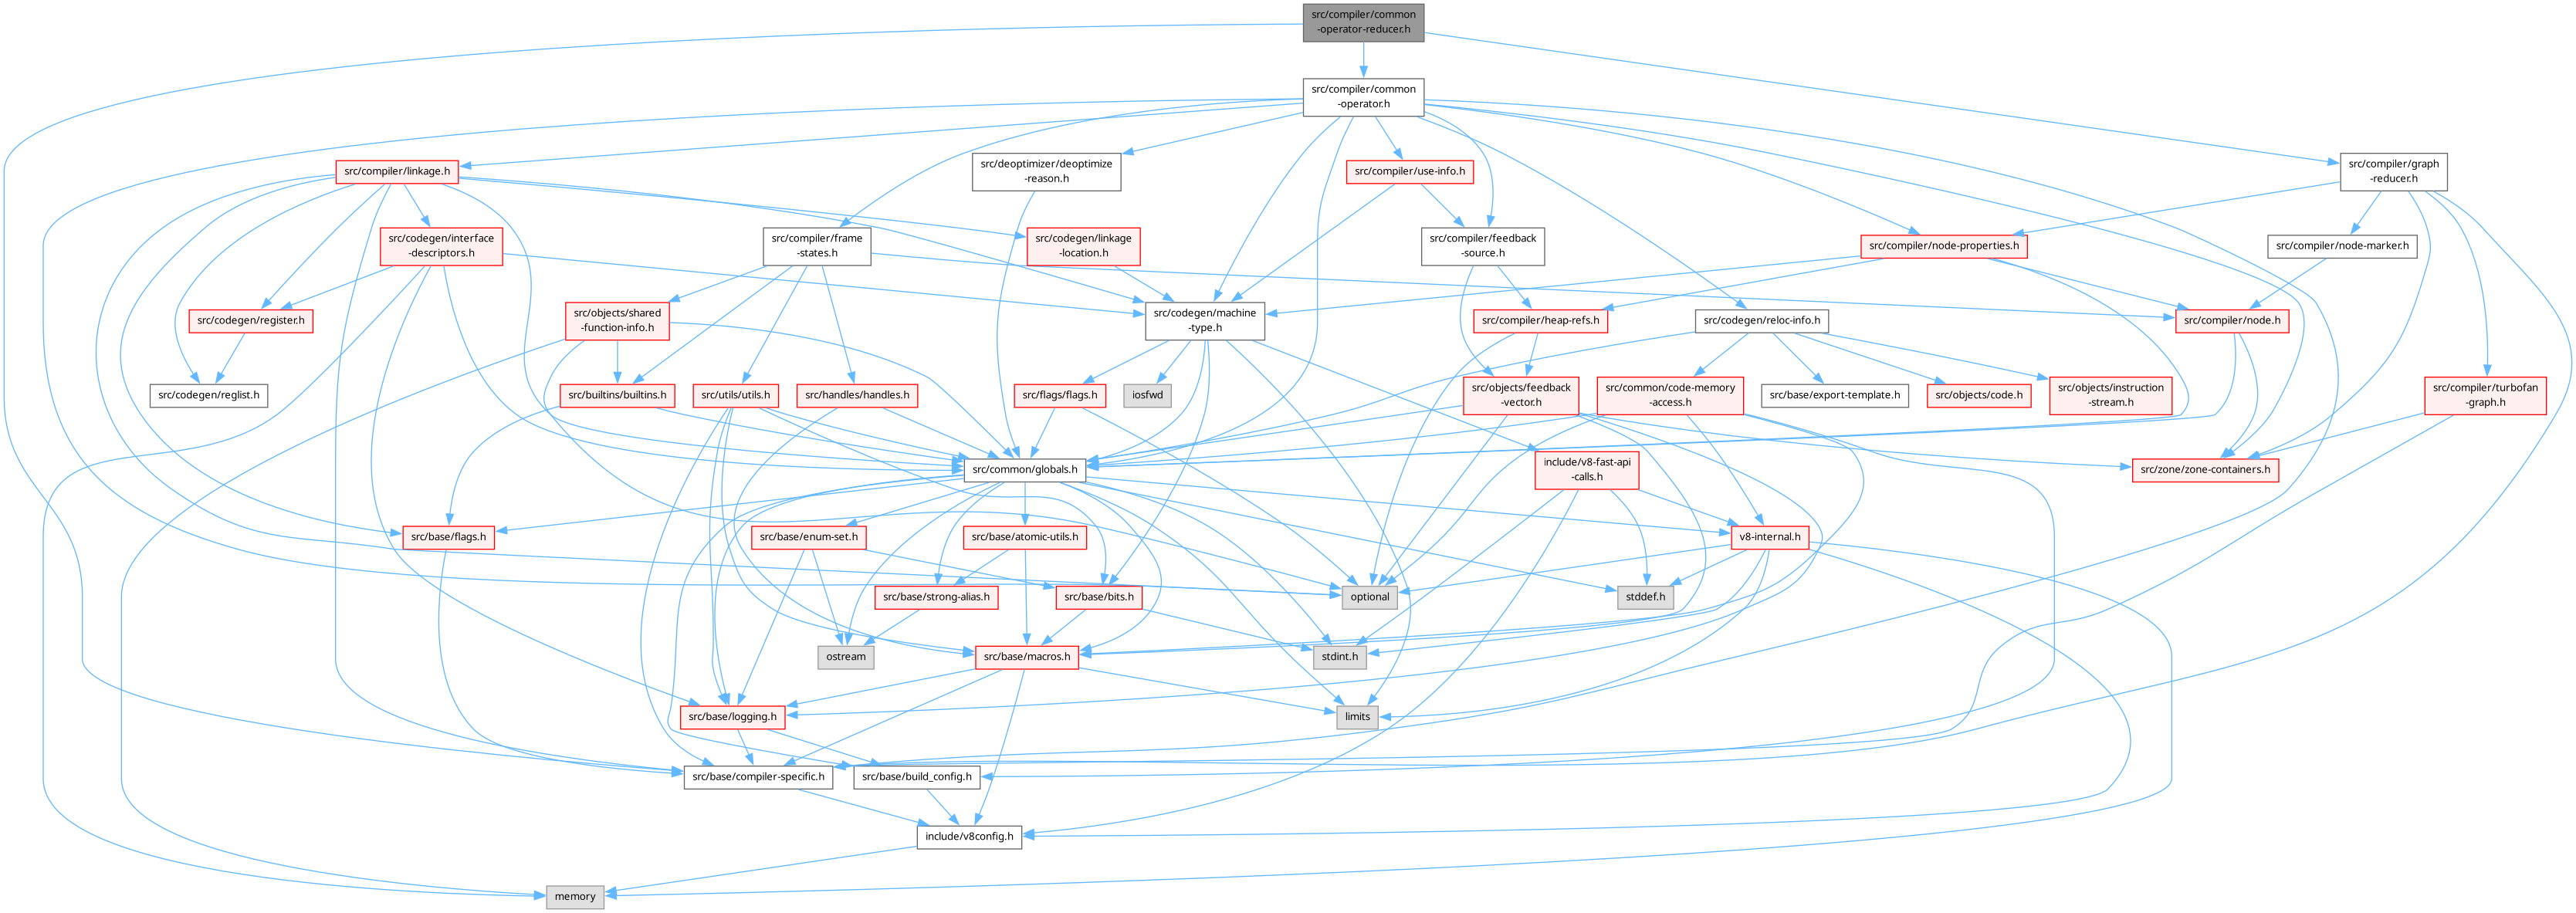 src/compiler/common
-operator-reducer.h
src/compiler/common
-operator.h
src/deoptimizer/deoptimize
-reason.h
src/compiler/graph
-reducer.h
src/compiler/linkage.h
src/compiler/use-info.h
src/codegen/interface
-descriptors.h
src/compiler/frame
-states.h
src/codegen/linkage
-location.h
src/compiler/feedback
-source.h
src/compiler/node-properties.h
src/compiler/node-marker.h
src/codegen/register.h
src/objects/shared
-function-info.h
src/codegen/machine
-type.h
src/compiler/heap-refs.h
src/codegen/reloc-info.h
src/compiler/node.h
src/codegen/reglist.h
src/builtins/builtins.h
src/utils/utils.h
src/handles/handles.h
src/flags/flags.h
iosfwd
src/objects/feedback
-vector.h
src/common/code-memory
-access.h
src/base/export-template.h
src/objects/code.h
src/objects/instruction
-stream.h
src/compiler/turbofan
-graph.h
src/common/globals.h
include/v8-fast-api
-calls.h
src/zone/zone-containers.h
src/base/flags.h
src/base/enum-set.h
src/base/atomic-utils.h
v8-internal.h
src/base/strong-alias.h
src/base/bits.h
optional
stddef.h
ostream
src/base/macros.h
stdint.h
src/base/logging.h
limits
src/base/compiler-specific.h
src/base/build_config.h
include/v8config.h
memory